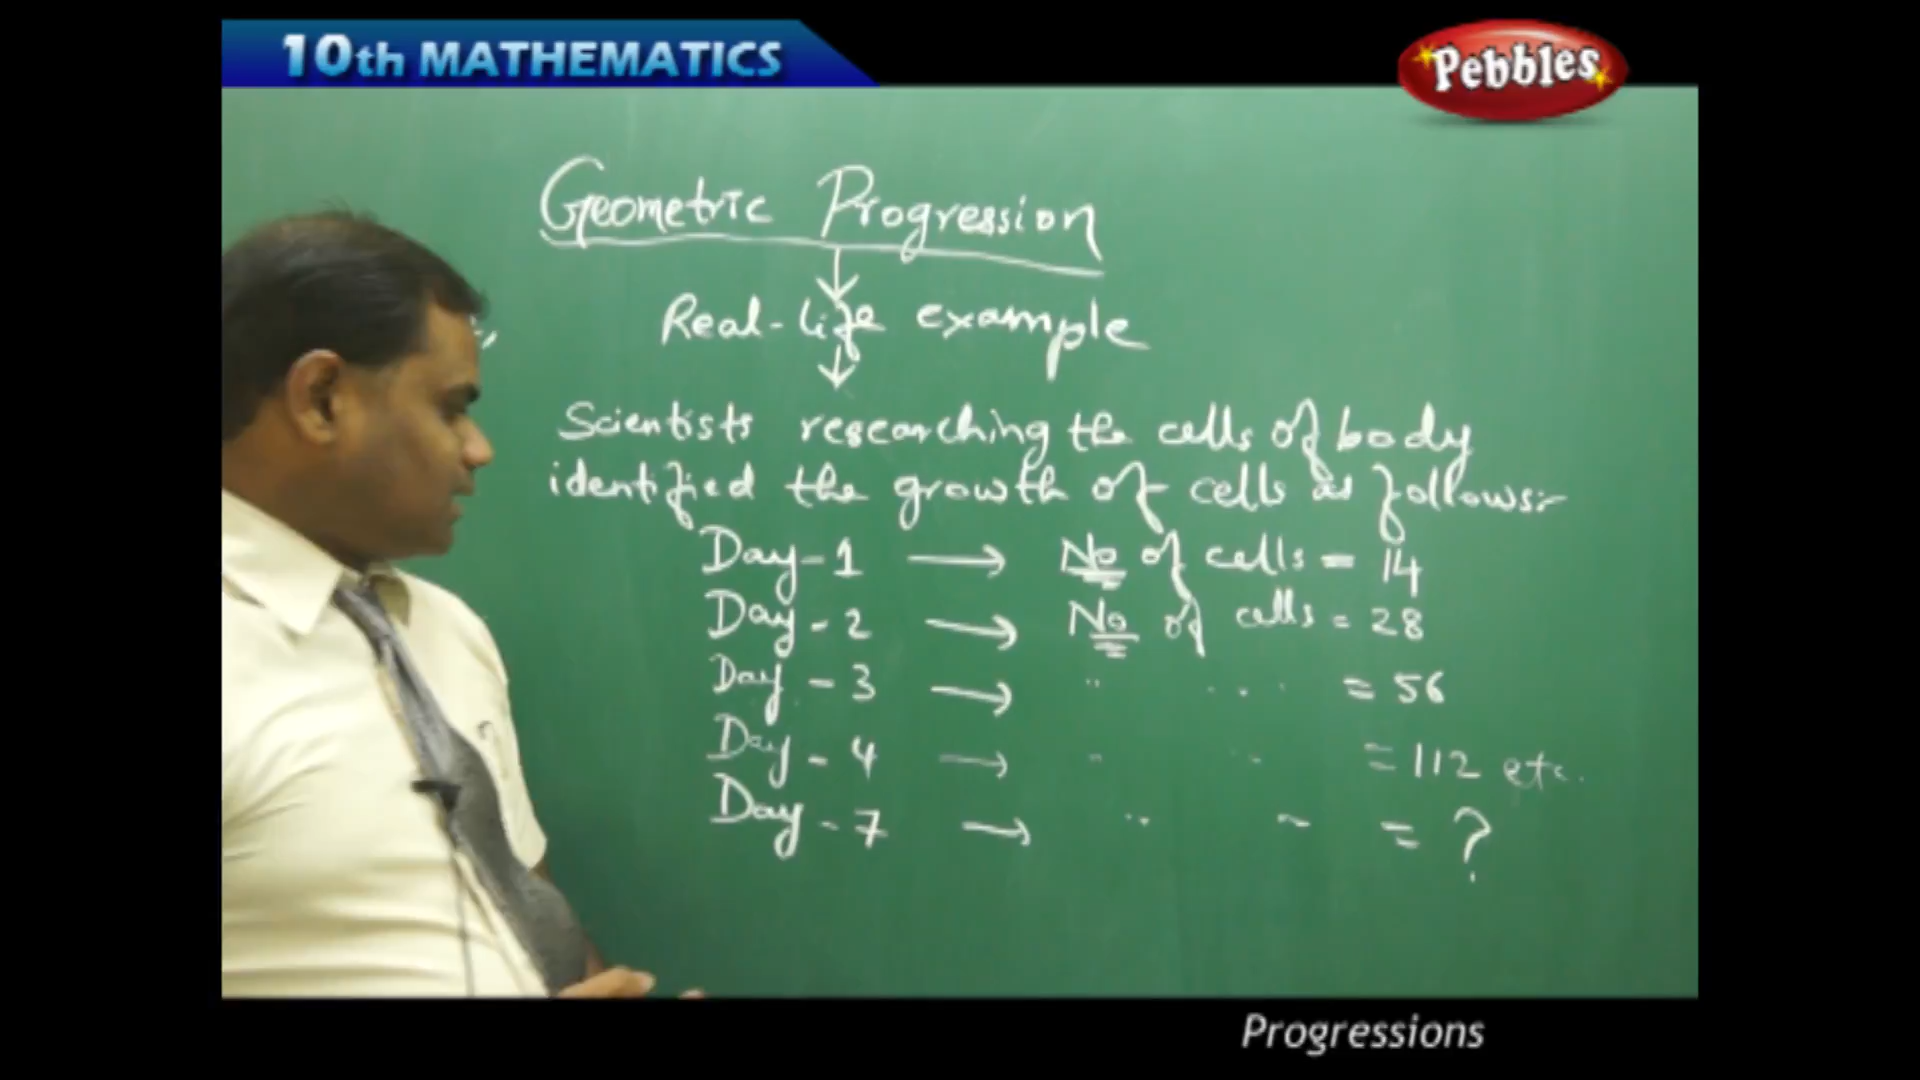 10th MATHEMATICS
Pebbles
Geometric Progression
Real-life example
Scientists researching the cells of body
identified the growth of cells as follows:-
Day-1 → No of cells = 14
Day-2 → No of cells = 28
Day-3 → " " = 56
Day-4 → " " = 112 etc.
Day-7 → " " = ?
Progressions